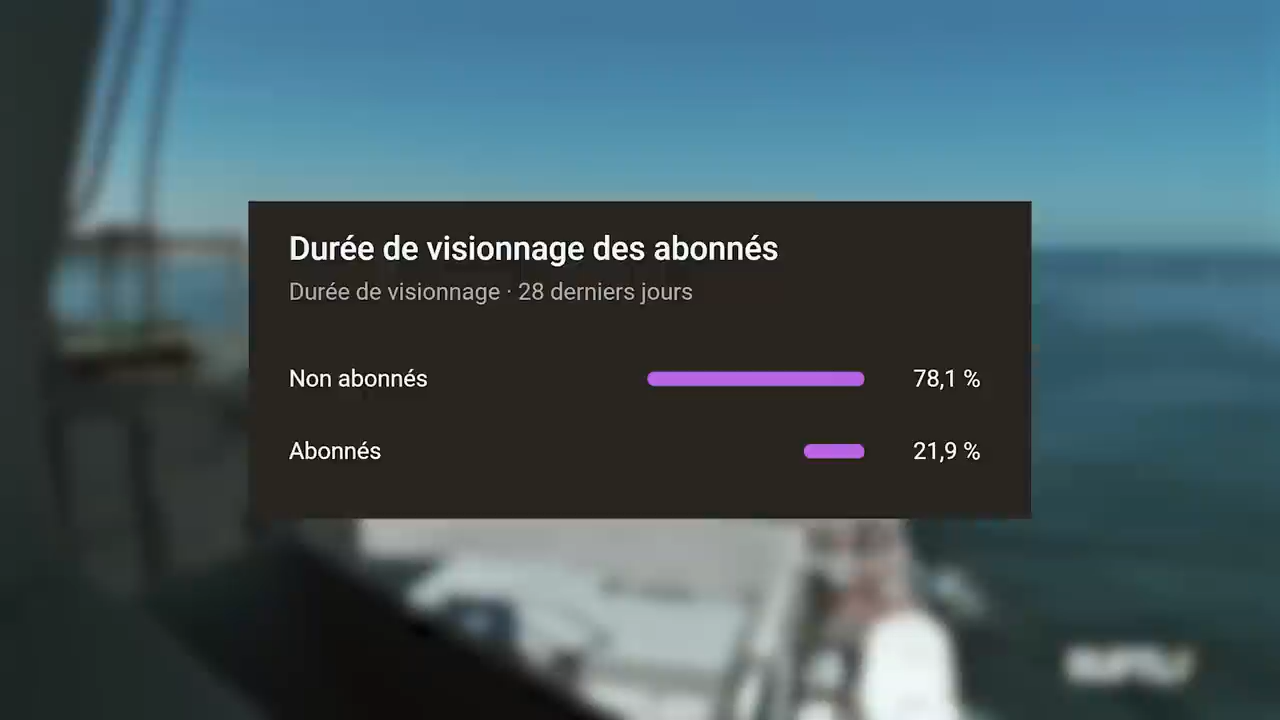 Durée de visionnage des abonnés
Durée de visionnage · 28 derniers jours
Non abonnés 78,1 %
Abonnés 21,9 %